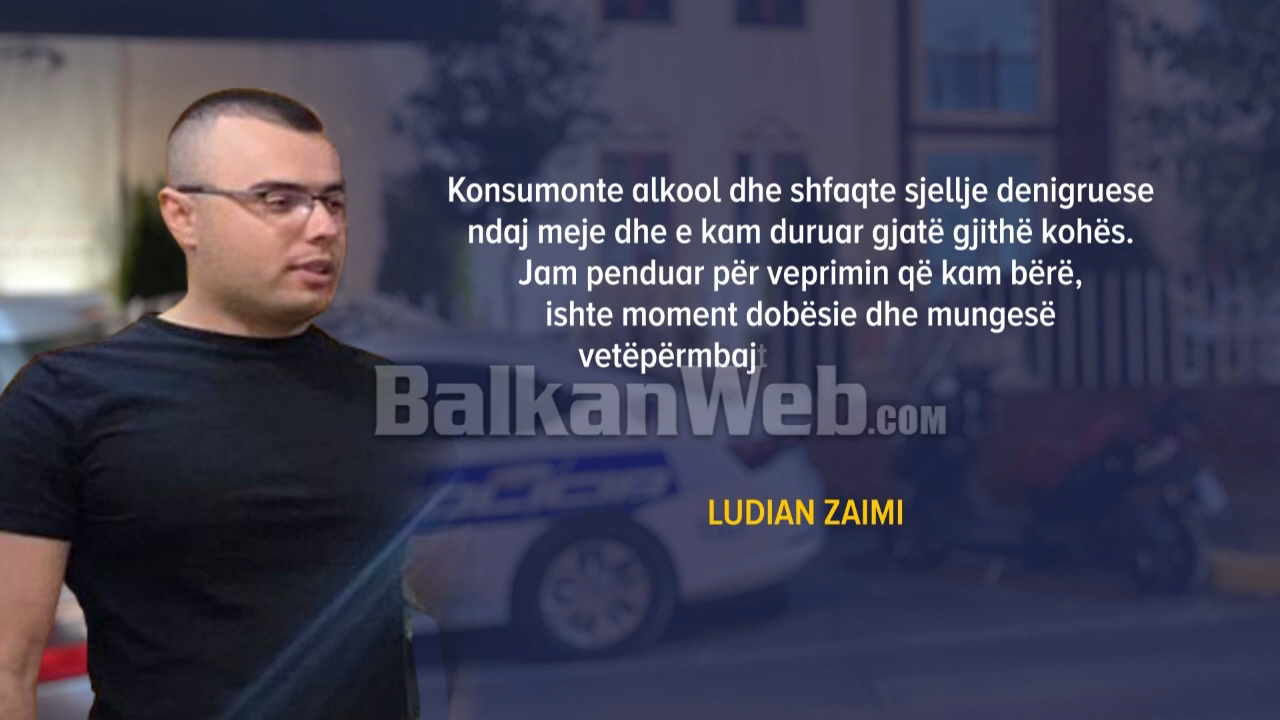 Konsumonte alkool dhe shfaqte sjellje denigruese
ndaj meje dhe e kam duruar gjatë gjithë kohës.
Jam penduar për veprimin që kam bërë,
ishte moment dobësie dhe mungesë
vetëpërmbajt
BalkanWeb.COM
LUDIAN ZAIMI